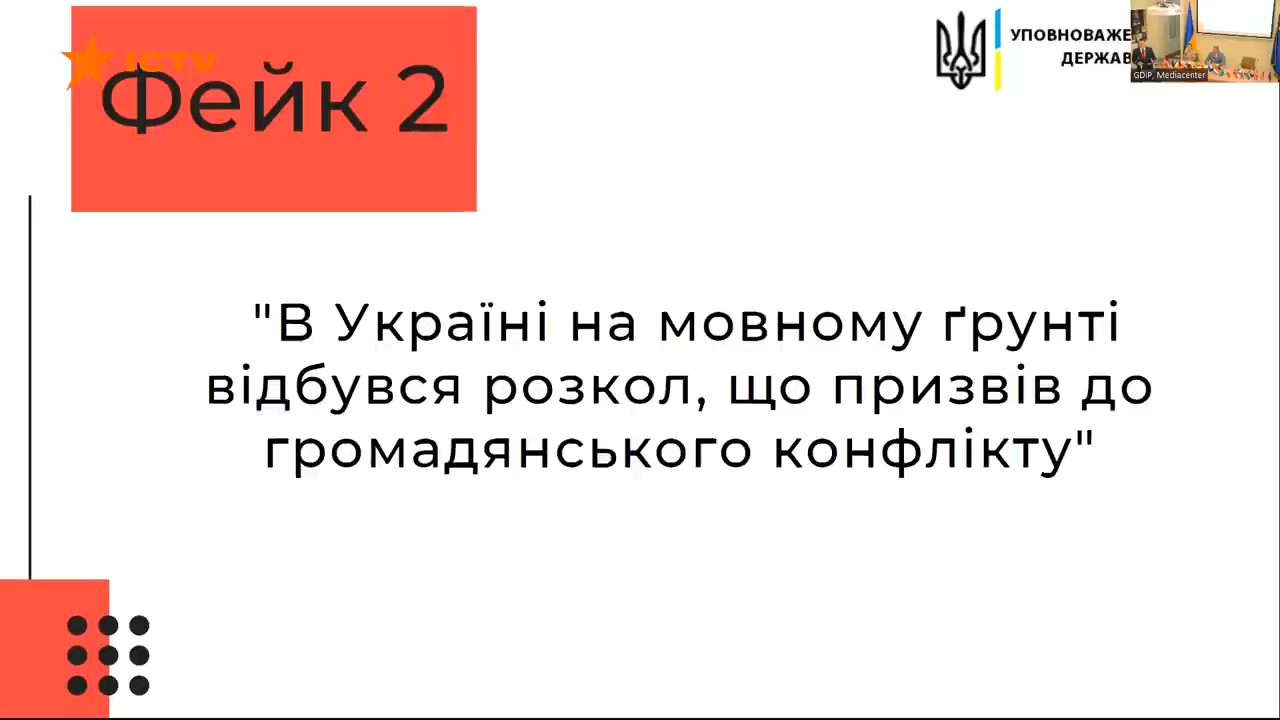 ICTV
Фейк 2
УПОВНОВАЖЕ
ДЕРЖАВ
GDIP, Mediacenter
"В Україні на мовному ґрунті
відбувся розкол, що призвів до
громадянського конфлікту"